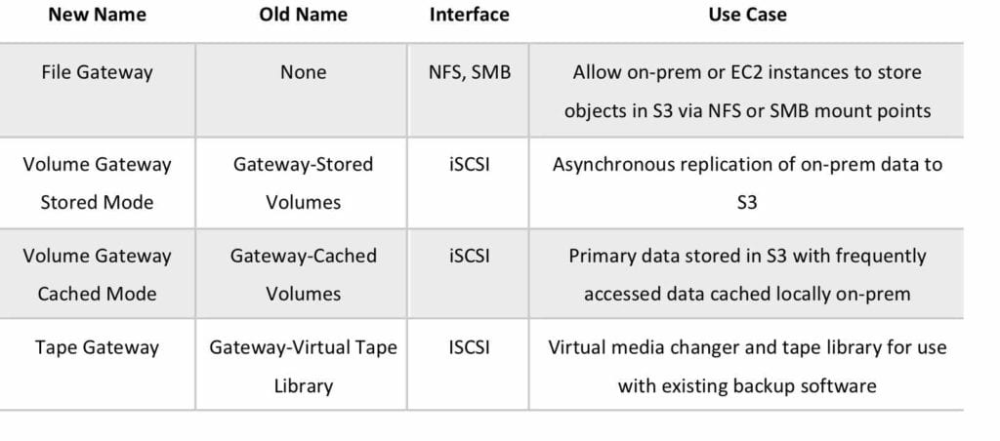 New Name Old Name Interface Use Case
File Gateway None NFS, SMB Allow on-prem or EC2 instances to store
objects in S3 via NFS or SMB mount points
Volume Gateway Gateway-Stored iSCSI Asynchronous replication of on-prem data to
Stored Mode Volumes S3
Volume Gateway Gateway-Cached iSCSI Primary data stored in S3 with frequently
Cached Mode Volumes accessed data cached locally on-prem
Tape Gateway Gateway-Virtual Tape ISCSI Virtual media changer and tape library for use
Library with existing backup software